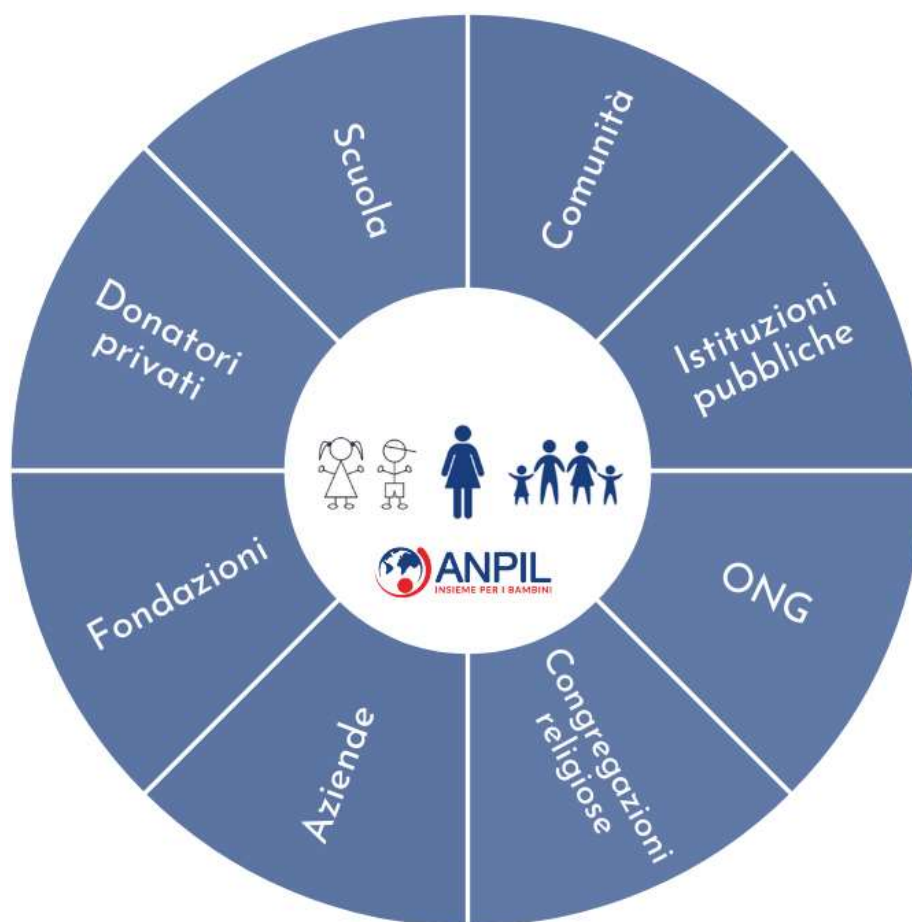 Scuola
Comunità
Istituzioni
pubbliche
ONG
Congregazioni
religiose
Aziende
Fondazioni
Donatori
privati
ANPIL
INSIEME PER I BAMBINI